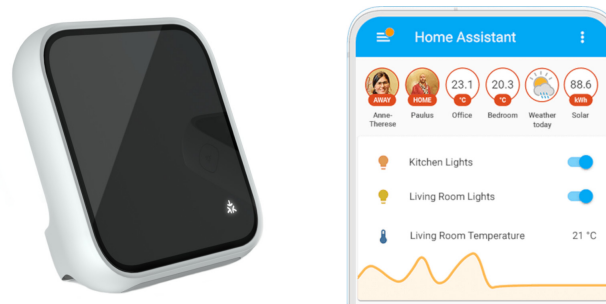 Home Assistant
23.1
20.3
88.6
AWAY
HOME
°C
°C
kWh
Anne-
Therese
Paulus
Office
Bedroom
Weather
today
Solar
Kitchen Lights
Living Room Lights
Living Room Temperature
21 °C